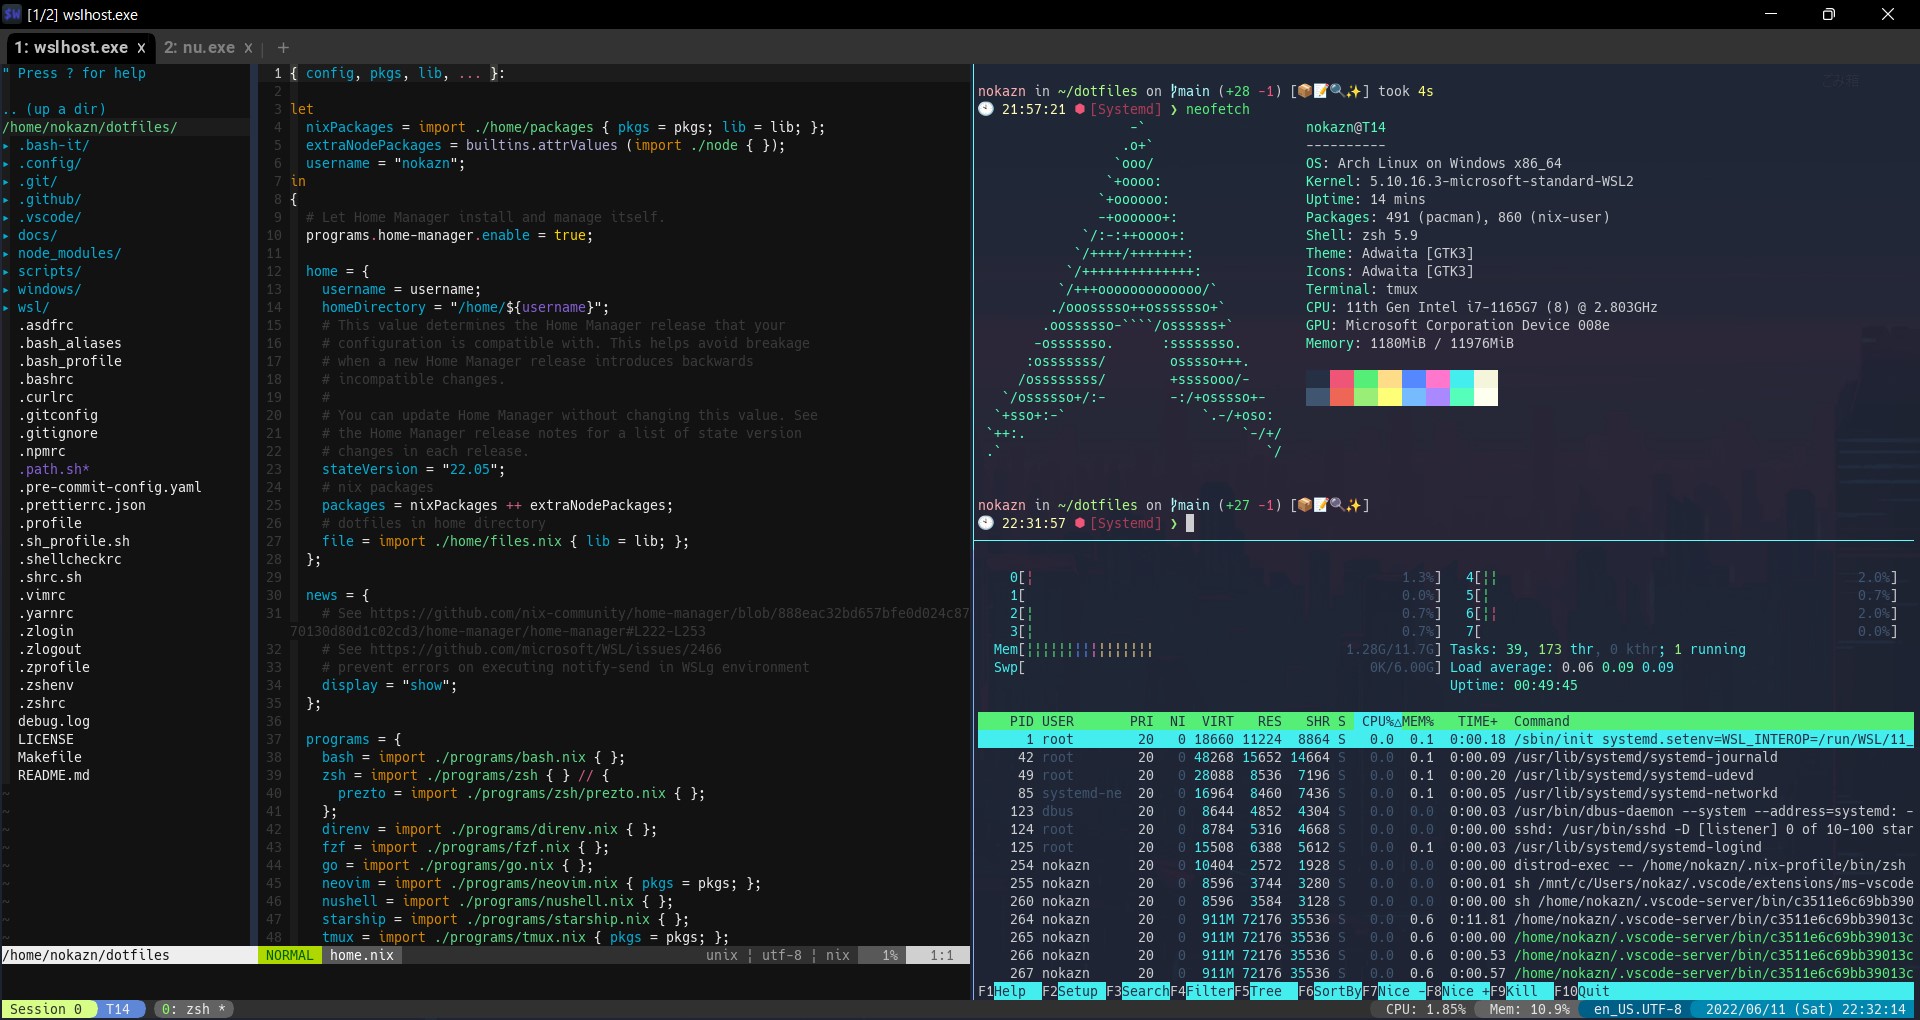 [1/2] wslhost.exe
1: wslhost.exe x 2: nu.exe x +
" Press ? for help
.. (up a dir)
/home/nokazn/dotfiles/
▸ .bash-it/
▸ .config/
▸ .git/
▸ .github/
▸ .vscode/
▸ docs/
▸ node_modules/
▸ scripts/
▸ windows/
▸ wsl/
.asdfrc
.bash_aliases
.bash_profile
.bashrc
.curlrc
.gitconfig
.gitignore
.npmrc
.path.sh*
.pre-commit-config.yaml
.prettierrc.json
.profile
.sh_profile.sh
.shellcheckrc
.shrc.sh
.vimrc
.yarnrc
.zlogin
.zlogout
.zprofile
.zshenv
.zshrc
debug.log
LICENSE
Makefile
README.md
/home/nokazn/dotfiles
1 { config, pkgs, lib, ... }:
2
3 let
4 nixPackages = import ./home/packages { pkgs = pkgs; lib = lib; };
5 extraNodePackages = builtins.attrValues (import ./node { });
6 username = "nokazn";
7 in
8 {
9 # Let Home Manager install and manage itself.
10 programs.home-manager.enable = true;
11
12 home = {
13 username = username;
14 homeDirectory = "/home/${username}";
15 # This value determines the Home Manager release that your
16 # configuration is compatible with. This helps avoid breakage
17 # when a new Home Manager release introduces backwards
18 # incompatible changes.
19 #
20 # You can update Home Manager without changing this value. See
21 # the Home Manager release notes for a list of state version
22 # changes in each release.
23 stateVersion = "22.05";
24 # nix packages
25 packages = nixPackages ++ extraNodePackages;
26 # dotfiles in home directory
27 file = import ./home/files.nix { lib = lib; };
28 };
29
30 news = {
31 # See https://github.com/nix-community/home-manager/blob/888eac32bd657bfe0d024c87
70130d80d1c02cd3/home-manager/home-manager#L222-L253
32 # See https://github.com/microsoft/WSL/issues/2466
33 # prevent errors on executing notify-send in WSLg environment
34 display = "show";
35 };
36
37 programs = {
38 bash = import ./programs/bash.nix { };
39 zsh = import ./programs/zsh { } // {
40 prezto = import ./programs/zsh/prezto.nix { };
41 };
42 direnv = import ./programs/direnv.nix { };
43 fzf = import ./programs/fzf.nix { };
44 go = import ./programs/go.nix { };
45 neovim = import ./programs/neovim.nix { pkgs = pkgs; };
46 nushell = import ./programs/nushell.nix { };
47 starship = import ./programs/starship.nix { };
48 tmux = import ./programs/tmux.nix { pkgs = pkgs; };
NORMAL home.nix unix ¦ utf-8 ¦ nix 1% 1:1
nokazn in ~/dotfiles on main (+28 -1) [📦📝🔍✨] took 4s
🕙 21:57:21 ⬢ [Systemd] ❯ neofetch
-`
.o+`
`ooo/
`+oooo:
`+oooooo:
-+oooooo+:
`/:-:++oooo+:
`/++++/+++++++:
`/++++++++++++++:
`/+++ooooooooooooo/`
./ooosssso++osssssso+`
.oossssso-````/ossssss+`
-osssssso. :ssssssso.
:osssssss/ osssso+++.
/ossssssss/ +ssssooo/-
`/ossssso+/:- -:/+osssso+-
`+sso+:-` `.-/+oso:
`++:. `-/+/
.` `/
nokazn@T14
----------
OS: Arch Linux on Windows x86_64
Kernel: 5.10.16.3-microsoft-standard-WSL2
Uptime: 14 mins
Packages: 491 (pacman), 860 (nix-user)
Shell: zsh 5.9
Theme: Adwaita [GTK3]
Icons: Adwaita [GTK3]
Terminal: tmux
CPU: 11th Gen Intel i7-1165G7 (8) @ 2.803GHz
GPU: Microsoft Corporation Device 008e
Memory: 1180MiB / 11976MiB
nokazn in ~/dotfiles on main (+27 -1) [📦📝🔍✨]
🕙 22:31:57 ⬢ [Systemd] ❯
0[| 1.3%] 4[|| 2.0%]
1[ 0.0%] 5[| 0.7%]
2[| 0.7%] 6[|| 2.0%]
3[| 0.7%] 7[ 0.0%]
Mem[|||||||||||||||| 1.28G/11.7G] Tasks: 39, 173 thr, 0 kthr; 1 running
Swp[ 0K/6.00G] Load average: 0.06 0.09 0.09
Uptime: 00:49:45
PID USER PRI NI VIRT RES SHR S CPU%△MEM% TIME+ Command
1 root 20 0 18660 11224 8864 S 0.0 0.1 0:00.18 /sbin/init systemd.setenv=WSL_INTEROP=/run/WSL/11_
42 root 20 0 48268 15652 14664 S 0.0 0.1 0:00.09 /usr/lib/systemd/systemd-journald
49 root 20 0 28088 8536 7196 S 0.0 0.1 0:00.20 /usr/lib/systemd/systemd-udevd
85 systemd-ne 20 0 16964 8460 7436 S 0.0 0.1 0:00.05 /usr/lib/systemd/systemd-networkd
123 dbus 20 0 8644 4852 4304 S 0.0 0.0 0:00.03 /usr/bin/dbus-daemon --system --address=systemd: -
124 root 20 0 8784 5316 4668 S 0.0 0.0 0:00.00 sshd: /usr/bin/sshd -D [listener] 0 of 10-100 star
125 root 20 0 15508 6388 5612 S 0.0 0.1 0:00.03 /usr/lib/systemd/systemd-logind
254 nokazn 20 0 10404 2572 1928 S 0.0 0.0 0:00.00 distrod-exec -- /home/nokazn/.nix-profile/bin/zsh
255 nokazn 20 0 8596 3744 3280 S 0.0 0.0 0:00.01 sh /mnt/c/Users/nokaz/.vscode/extensions/ms-vscode
260 nokazn 20 0 8596 3584 3128 S 0.0 0.0 0:00.00 sh /home/nokazn/.vscode-server/bin/c3511e6c69bb390
264 nokazn 20 0 911M 72176 35536 S 0.0 0.6 0:11.81 /home/nokazn/.vscode-server/bin/c3511e6c69bb39013c
265 nokazn 20 0 911M 72176 35536 S 0.0 0.6 0:00.00 /home/nokazn/.vscode-server/bin/c3511e6c69bb39013c
266 nokazn 20 0 911M 72176 35536 S 0.0 0.6 0:00.53 /home/nokazn/.vscode-server/bin/c3511e6c69bb39013c
267 nokazn 20 0 911M 72176 35536 S 0.0 0.6 0:00.57 /home/nokazn/.vscode-server/bin/c3511e6c69bb39013c
F1Help F2Setup F3SearchF4FilterF5Tree F6SortByF7Nice -F8Nice +F9Kill F10Quit
Session 0 T14 0: zsh * CPU: 1.85% Mem: 10.9% en_US.UTF-8 2022/06/11 (Sat) 22:32:14